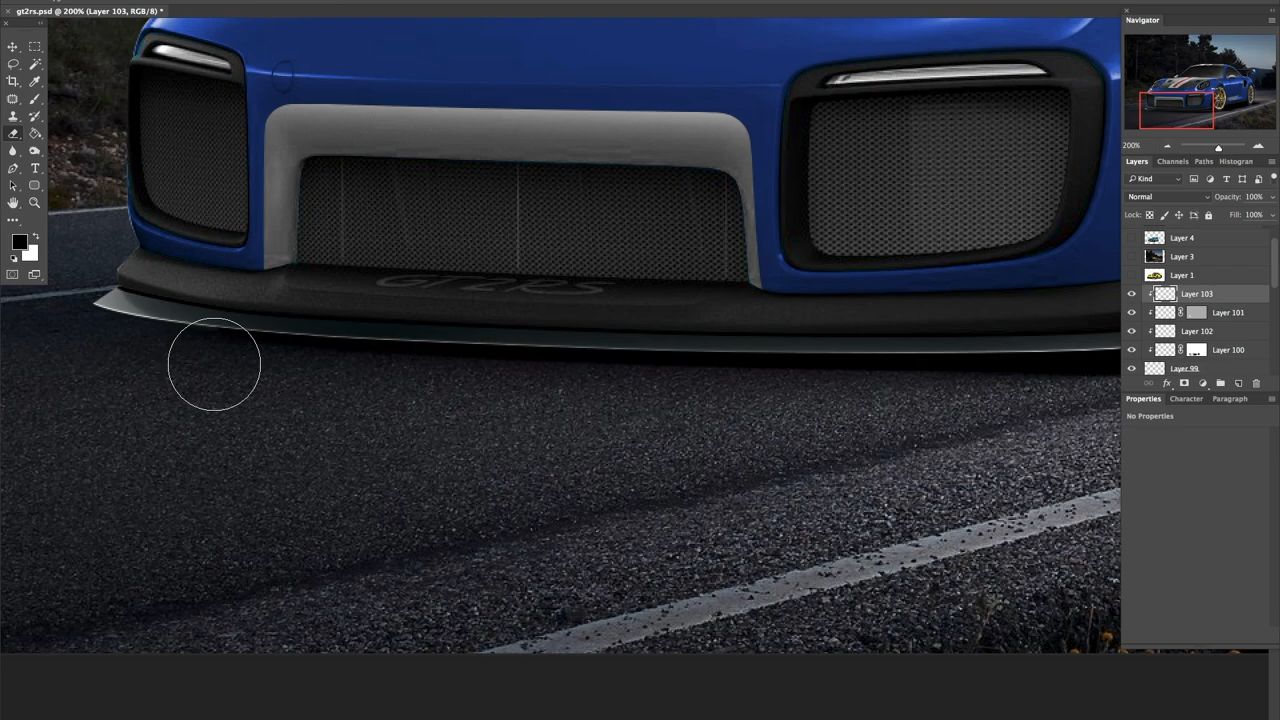 gt2rs.psd @ 200% (Layer 103, RGB/8) *
Navigator
200%
Layers Channels Paths Histogran
Kind
Normal Opacity: 100%
Lock: Fill: 100%
Layer 4
Layer 3
Layer 1
Layer 103
Layer 101
Layer 102
Layer 100
Layer 99
Properties Character Paragraph
No Properties
GT2RS